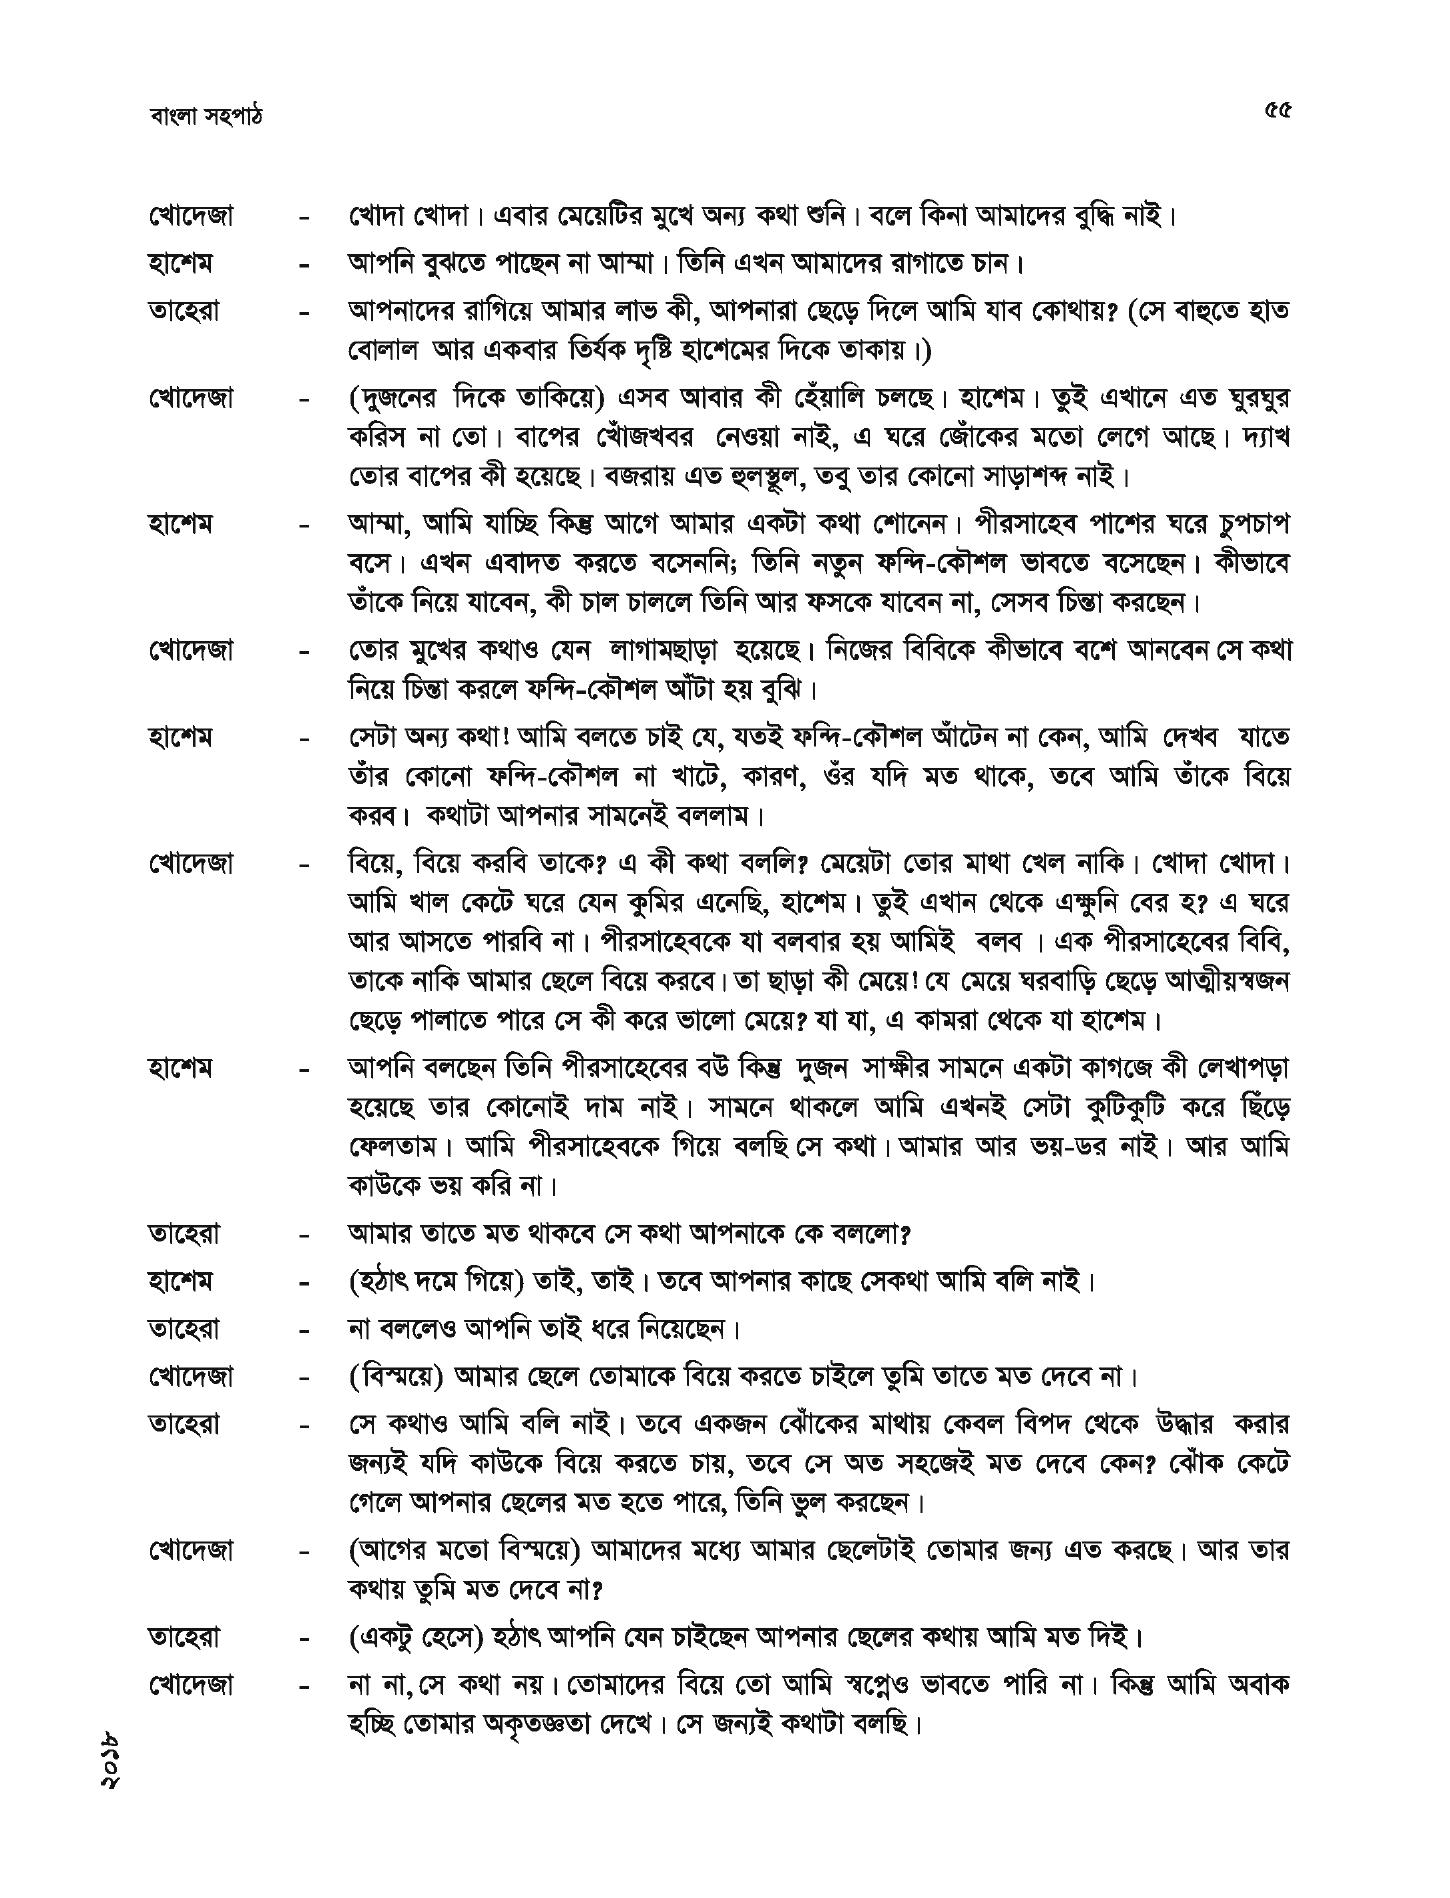 বাংলা সহপাঠ ৫৫
খোদেজা - খোদা খোদা। এবার মেয়েটির মুখে অন্য কথা শুনি। বলে কিনা আমাদের বুদ্ধি নাই।
হাশেম - আপনি বুঝতে পাছেন না আম্মা। তিনি এখন আমাদের রাগাতে চান।
তাহেরা - আপনাদের রাগিয়ে আমার লাভ কী, আপনারা ছেড়ে দিলে আমি যাব কোথায়? (সে বাহুতে হাত
বোলাল আর একবার তির্যক দৃষ্টি হাশেমের দিকে তাকায়।)
খোদেজা - (দুজনের দিকে তাকিয়ে) এসব আবার কী হেঁয়ালি চলছে। হাশেম। তুই এখানে এত ঘুরঘুর
করিস না তো। বাপের খোঁজখবর নেওয়া নাই, এ ঘরে জোঁকের মতো লেগে আছে। দ্যাখ
তোর বাপের কী হয়েছে। বজরায় এত হুলস্থূল, তবু তার কোনো সাড়াশব্দ নাই।
হাশেম - আম্মা, আমি যাচ্ছি কিন্তু আগে আমার একটা কথা শোনেন। পীরসাহেব পাশের ঘরে চুপচাপ
বসে। এখন এবাদত করতে বসেননি; তিনি নতুন ফন্দি-কৌশল ভাবতে বসেছেন। কীভাবে
তাঁকে নিয়ে যাবেন, কী চাল চাললে তিনি আর ফসকে যাবেন না, সেসব চিন্তা করছেন।
খোদেজা - তোর মুখের কথাও যেন লাগামছাড়া হয়েছে। নিজের বিবিকে কীভাবে বশে আনবেন সে কথা
নিয়ে চিন্তা করলে ফন্দি-কৌশল আঁটা হয় বুঝি।
হাশেম - সেটা অন্য কথা! আমি বলতে চাই যে, যতই ফন্দি-কৌশল আঁটেন না কেন, আমি দেখব যাতে
তাঁর কোনো ফন্দি-কৌশল না খাটে, কারণ, ওঁর যদি মত থাকে, তবে আমি তাঁকে বিয়ে
করব। কথাটা আপনার সামনেই বললাম।
খোদেজা - বিয়ে, বিয়ে করবি তাকে? এ কী কথা বললি? মেয়েটা তোর মাথা খেল নাকি। খোদা খোদা।
আমি খাল কেটে ঘরে যেন কুমির এনেছি, হাশেম। তুই এখান থেকে এক্ষুনি বের হ? এ ঘরে
আর আসতে পারবি না। পীরসাহেবকে যা বলবার হয় আমিই বলব । এক পীরসাহেবের বিবি,
তাকে নাকি আমার ছেলে বিয়ে করবে। তা ছাড়া কী মেয়ে! যে মেয়ে ঘরবাড়ি ছেড়ে আত্মীয়স্বজন
ছেড়ে পালাতে পারে সে কী করে ভালো মেয়ে? যা যা, এ কামরা থেকে যা হাশেম।
হাশেম - আপনি বলছেন তিনি পীরসাহেবের বউ কিন্তু দুজন সাক্ষীর সামনে একটা কাগজে কী লেখাপড়া
হয়েছে তার কোনোই দাম নাই। সামনে থাকলে আমি এখনই সেটা কুটিকুটি করে ছিঁড়ে
ফেলতাম। আমি পীরসাহেবকে গিয়ে বলছি সে কথা। আমার আর ভয়-ডর নাই। আর আমি
কাউকে ভয় করি না।
তাহেরা - আমার তাতে মত থাকবে সে কথা আপনাকে কে বললো?
হাশেম - (হঠাৎ দমে গিয়ে) তাই, তাই। তবে আপনার কাছে সেকথা আমি বলি নাই।
তাহেরা - না বললেও আপনি তাই ধরে নিয়েছেন।
খোদেজা - (বিস্ময়ে) আমার ছেলে তোমাকে বিয়ে করতে চাইলে তুমি তাতে মত দেবে না।
তাহেরা - সে কথাও আমি বলি নাই। তবে একজন ঝোঁকের মাথায় কেবল বিপদ থেকে উদ্ধার করার
জন্যই যদি কাউকে বিয়ে করতে চায়, তবে সে অত সহজেই মত দেবে কেন? ঝোঁক কেটে
গেলে আপনার ছেলের মত হতে পারে, তিনি ভুল করছেন।
খোদেজা - (আগের মতো বিস্ময়ে) আমাদের মধ্যে আমার ছেলেটাই তোমার জন্য এত করছে। আর তার
কথায় তুমি মত দেবে না?
তাহেরা - (একটু হেসে) হঠাৎ আপনি যেন চাইছেন আপনার ছেলের কথায় আমি মত দিই।
খোদেজা - না না, সে কথা নয়। তোমাদের বিয়ে তো আমি স্বপ্নেও ভাবতে পারি না। কিন্তু আমি অবাক
হচ্ছি তোমার অকৃতজ্ঞতা দেখে। সে জন্যই কথাটা বলছি।
২০১৮